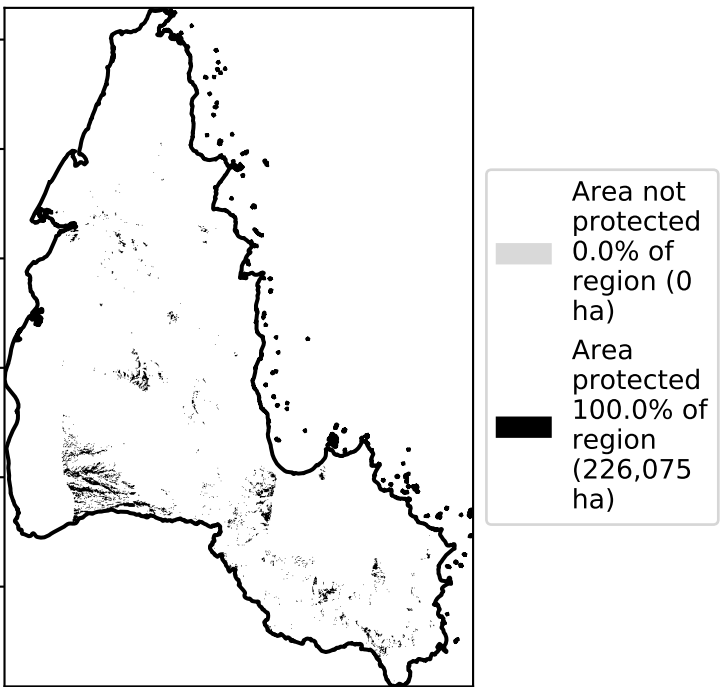 Area not
protected
0.0% of
region (0
ha)
Area
protected
100.0% of
region
(226,075
ha)